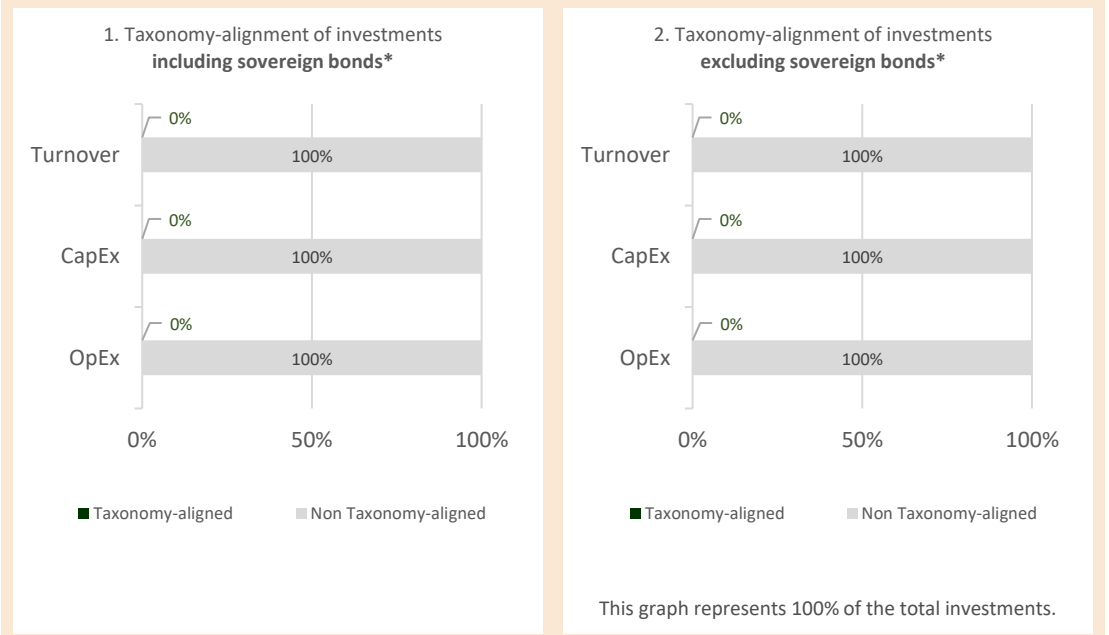 1. Taxonomy-alignment of investments
including sovereign bonds*
0%
Turnover
100%
0%
CapEx
100%
0%
OpEx
100%
0% 50% 100%
Taxonomy-aligned Non Taxonomy-aligned
2. Taxonomy-alignment of investments
excluding sovereign bonds*
0%
Turnover
100%
0%
CapEx
100%
0%
OpEx
100%
0% 50% 100%
Taxonomy-aligned Non Taxonomy-aligned
This graph represents 100% of the total investments.